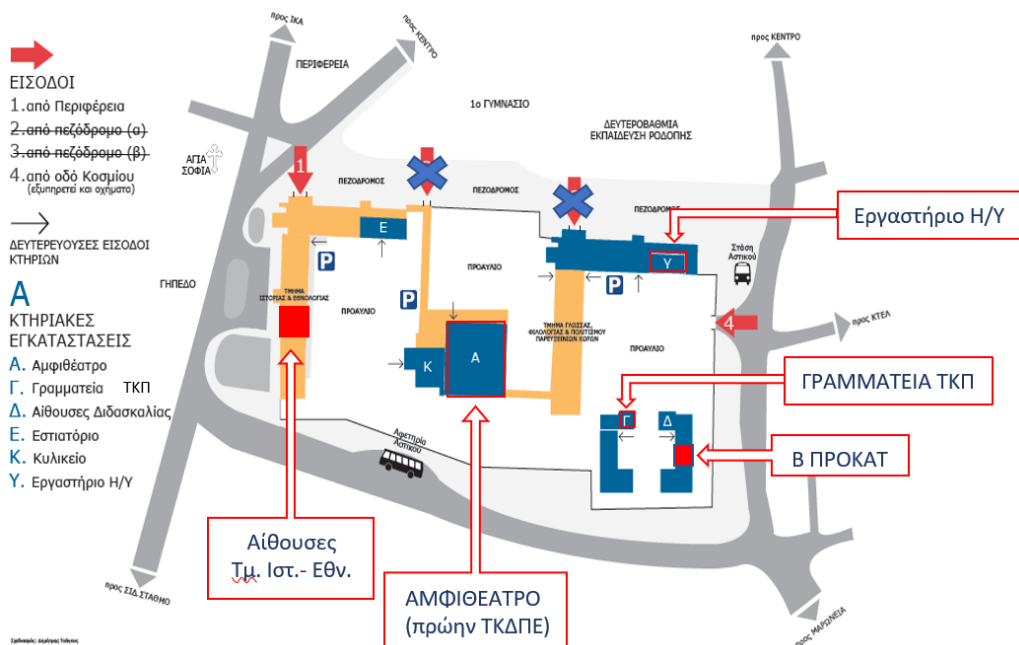 προς ΙΚΑ
προς ΚΕΝΤΡΟ
προς ΚΕΝΤΡΟ
ΠΕΡΙΦΕΡΕΙΑ
ΕΙΣΟΔΟΙ
1.από Περιφέρεια
2.από πεζόδρομο (α)
3.από πεζόδρομο (β)
4.από οδό Κοσμίου
(εξυπηρετεί και οχήματα)
ΔΕΥΤΕΡΕΥΟΥΣΕΣ ΕΙΣΟΔΟΙ
ΚΤΗΡΙΩΝ
Α
ΚΤΗΡΙΑΚΕΣ
ΕΓΚΑΤΑΣΤΑΣΕΙΣ
Α. Αμφιθέατρο
Γ. Γραμματεία ΤΚΠ
Δ. Αίθουσες Διδασκαλίας
Ε. Εστιατόριο
Κ. Κυλικείο
Υ. Εργαστήριο Η/Υ
1ο ΓΥΜΝΑΣΙΟ
ΔΕΥΤΕΡΟΒΑΘΜΙΑ
ΕΚΠΑΙΔΕΥΣΗ ΡΟΔΟΠΗΣ
ΑΓΙΑ
ΣΟΦΙΑ
1
ΠΕΖΟΔΡΟΜΟΣ
ΠΕΖΟΔΡΟΜΟΣ
ΠΕΖΟΔΡΟΜΟΣ
Εργαστήριο Η/Υ
Ε
Υ
Στάση
Αστικού
P
P
P
ΓΗΠΕΔΟ
ΤΜΗΜΑ
ΙΣΤΟΡΙΑΣ & ΕΘΝΟΛΟΓΙΑΣ
ΠΡΟΑΥΛΙΟ
ΠΡΟΑΥΛΙΟ
ΤΜΗΜΑ ΓΛΩΣΣΑΣ,
ΦΙΛΟΛΟΓΙΑΣ & ΠΟΛΙΤΙΣΜΟΥ
ΠΑΡΕΥΞΕΙΝΙΩΝ ΧΩΡΩΝ
ΠΡΟΑΥΛΙΟ
4
προς ΚΤΕΛ
Κ
Α
ΓΡΑΜΜΑΤΕΙΑ ΤΚΠ
Γ
Δ
Β ΠΡΟΚΑΤ
Αφετηρία
Αστικού
Αίθουσες
Τμ. Ιστ.- Εθν.
ΑΜΦΙΘΕΑΤΡΟ
(πρώην ΤΚΔΠΕ)
προς ΣΙΔ.ΣΤΑΘΜΟ
προς ΜΑΡΩΝΕΙΑ